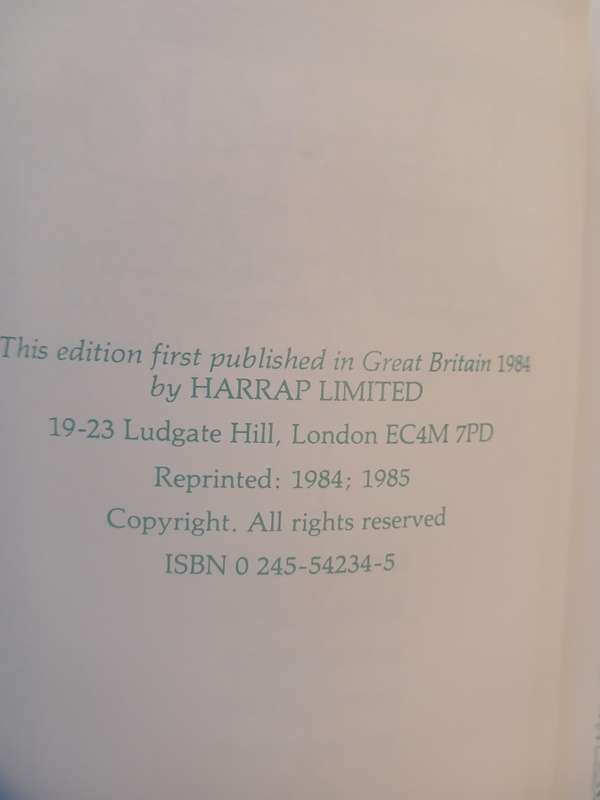 This edition first published in Great Britain 1984
by HARRAP LIMITED
19-23 Ludgate Hill, London EC4M 7PD
Reprinted: 1984; 1985
Copyright. All rights reserved
ISBN 0 245-54234-5